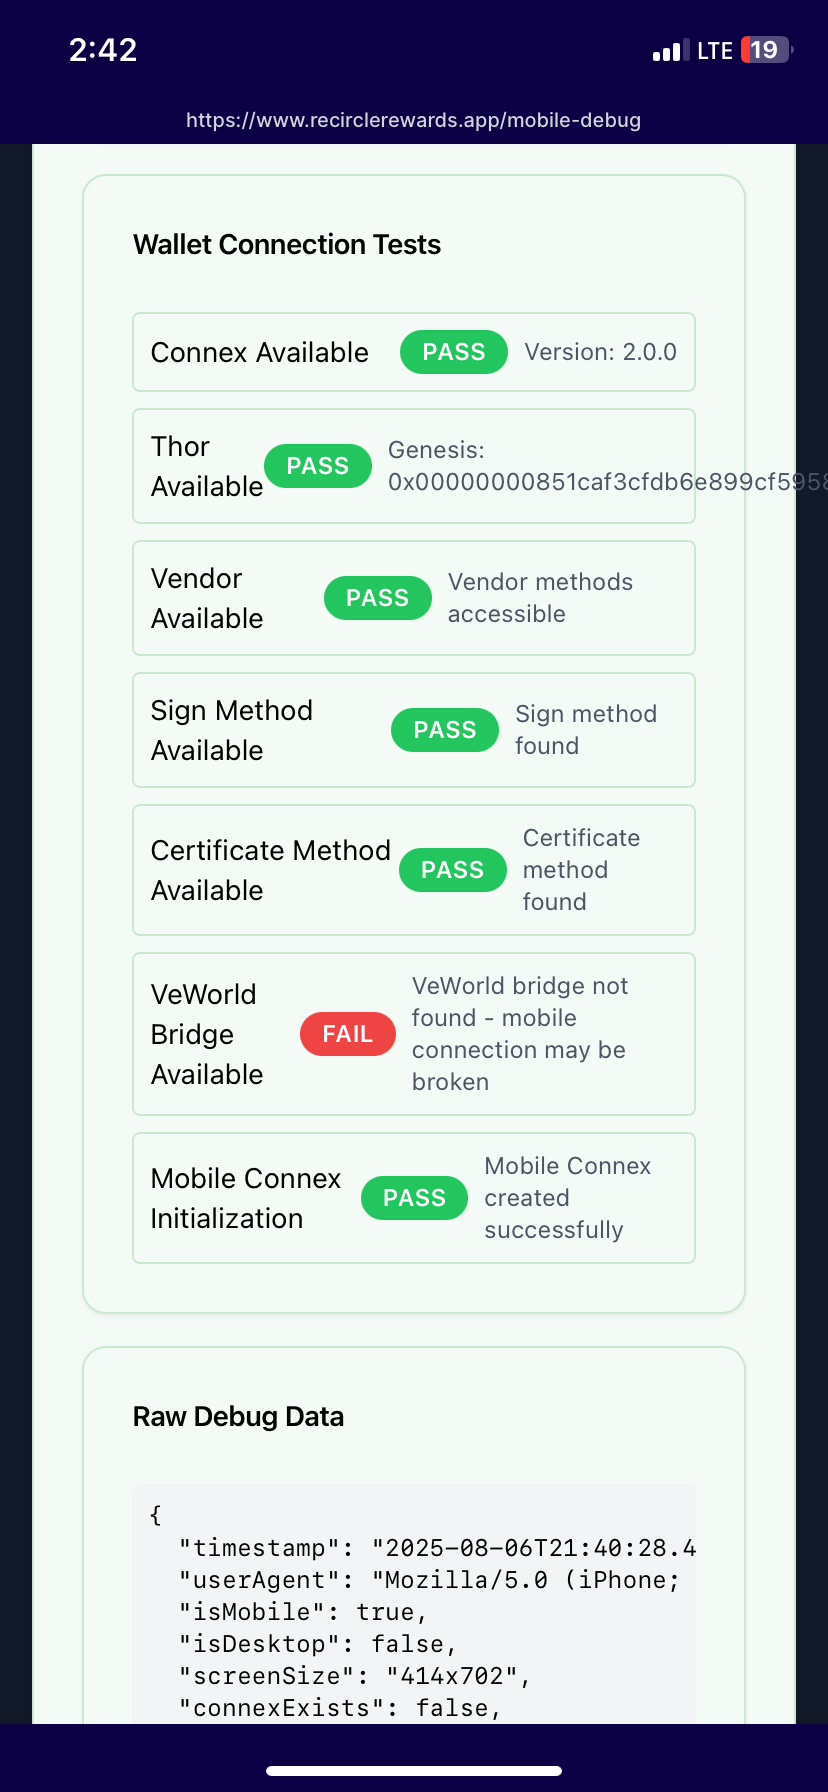 2:42
LTE 19
https://www.recirclerewards.app/mobile-debug
Wallet Connection Tests
Connex Available PASS Version: 2.0.0
Thor
Available
PASS
Genesis:
0x00000000851caf3cfdb6e899cf5958
Vendor
Available
PASS
Vendor methods
accessible
Sign Method
Available
PASS
Sign method
found
Certificate Method
Available
PASS
Certificate
method
found
VeWorld
Bridge
Available
FAIL
VeWorld bridge not
found - mobile
connection may be
broken
Mobile Connex
Initialization
PASS
Mobile Connex
created
successfully
Raw Debug Data
{
"timestamp": "2025-08-06T21:40:28.4
"userAgent": "Mozilla/5.0 (iPhone;
"isMobile": true,
"isDesktop": false,
"screenSize": "414x702",
"connexExists": false,